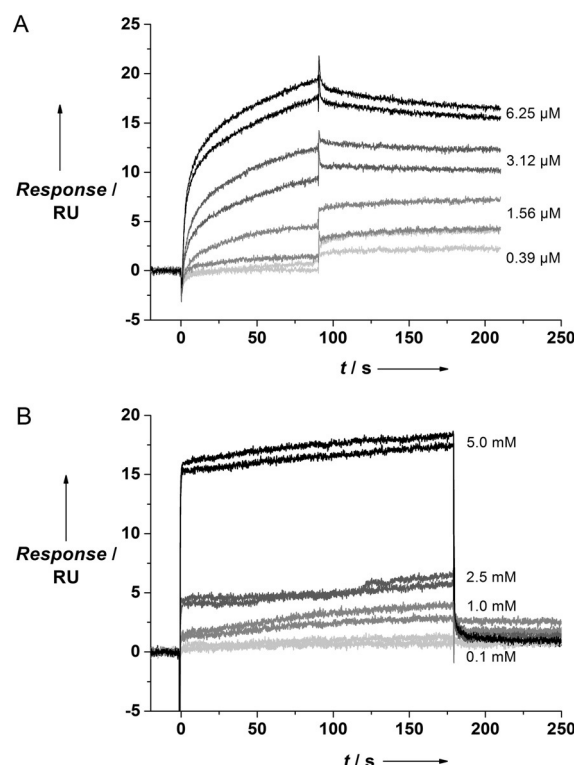 A
25
20
15
10
5
0
-5
Response /
RU
6.25 µM
3.12 µM
1.56 µM
0.39 µM
0 50 100 150 200 250
t / s
B
20
15
10
5
0
-5
Response /
RU
5.0 mM
2.5 mM
1.0 mM
0.1 mM
0 50 100 150 200 250
t / s